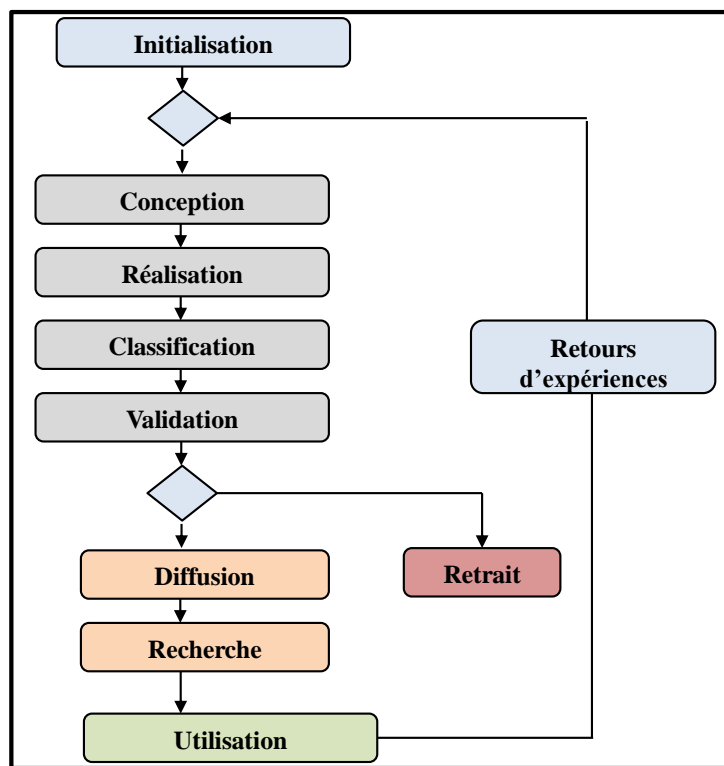 Initialisation
Conception
Réalisation
Classification
Validation
Retours
d’expériences
Diffusion
Retrait
Recherche
Utilisation